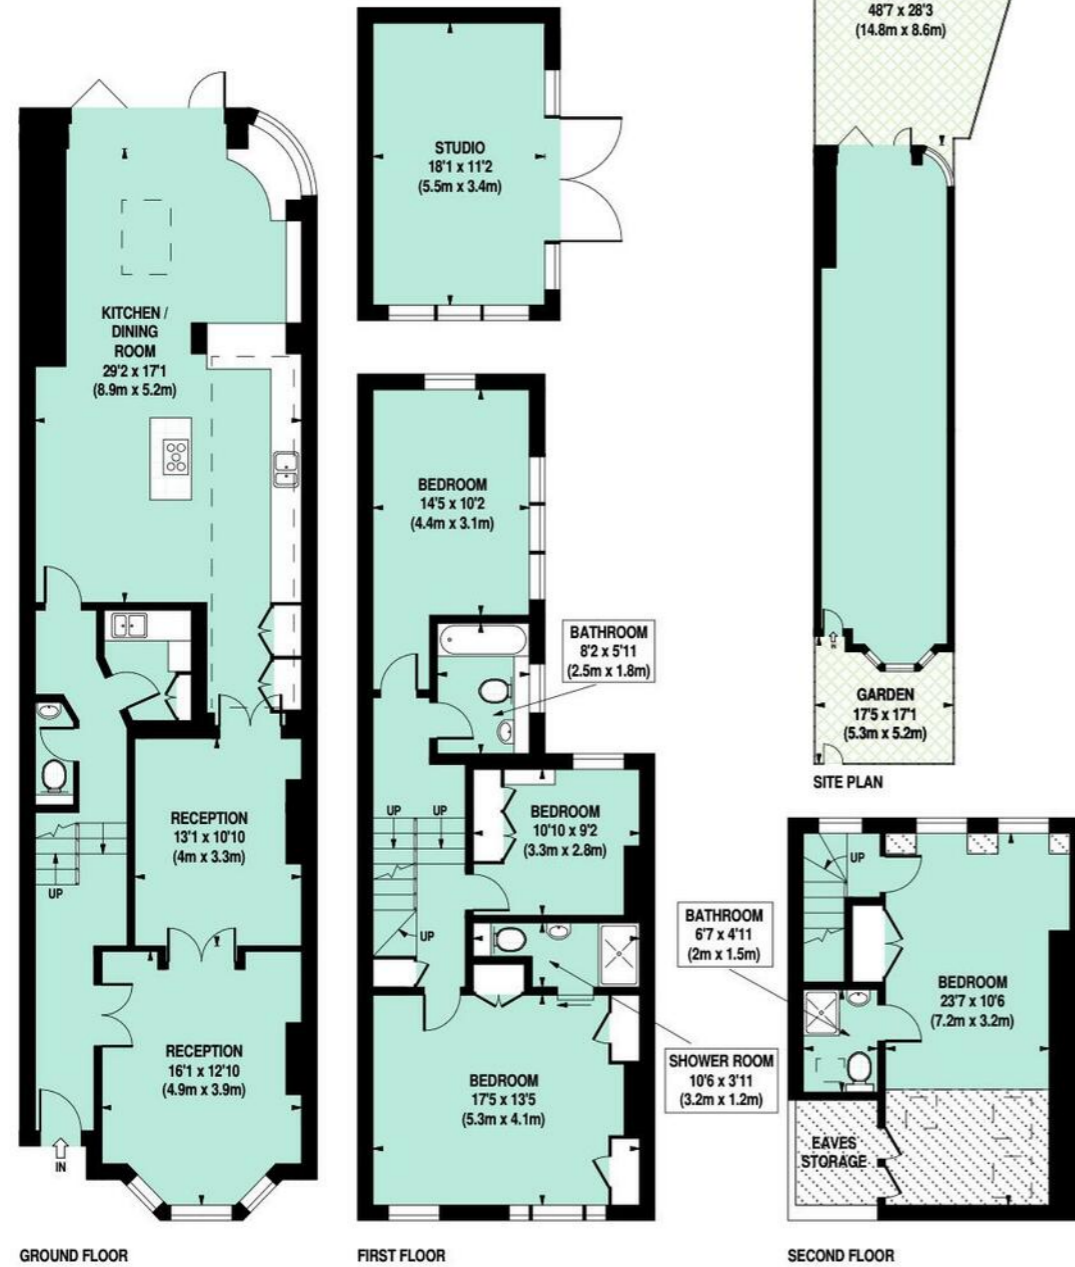 KITCHEN /
DINING
ROOM
29'2 x 17'1
(8.9m x 5.2m)
UP
RECEPTION
13'1 x 10'10
(4m x 3.3m)
RECEPTION
16'1 x 12'10
(4.9m x 3.9m)
IN
GROUND FLOOR
STUDIO
18'1 x 11'2
(5.5m x 3.4m)
BEDROOM
14'5 x 10'2
(4.4m x 3.1m)
BATHROOM
8'2 x 5'11
(2.5m x 1.8m)
UP
UP
BEDROOM
10'10 x 9'2
(3.3m x 2.8m)
UP
BEDROOM
17'5 x 13'5
(5.3m x 4.1m)
SHOWER ROOM
10'6 x 3'11
(3.2m x 1.2m)
FIRST FLOOR
48'7 x 28'3
(14.8m x 8.6m)
IN
GARDEN
17'5 x 17'1
(5.3m x 5.2m)
SITE PLAN
UP
BATHROOM
6'7 x 4'11
(2m x 1.5m)
BEDROOM
23'7 x 10'6
(7.2m x 3.2m)
EAVES
STORAGE
SECOND FLOOR